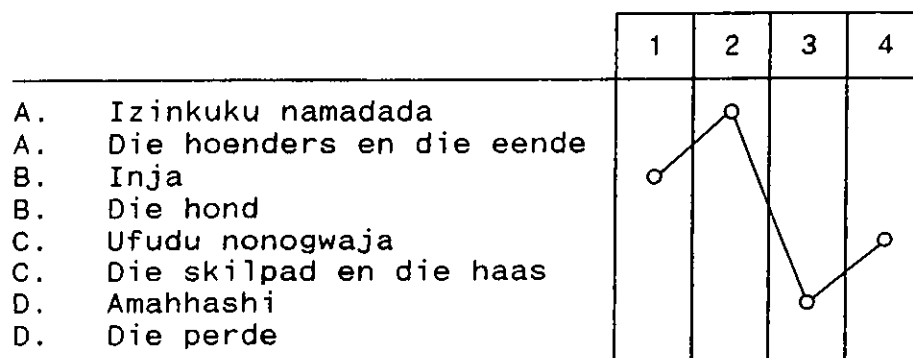 1 2 3 4
A. Izinkuku namadada
A. Die hoenders en die eende
B. Inja
B. Die hond
C. Ufudu nonogwaja
C. Die skilpad en die haas
D. Amahhashi
D. Die perde